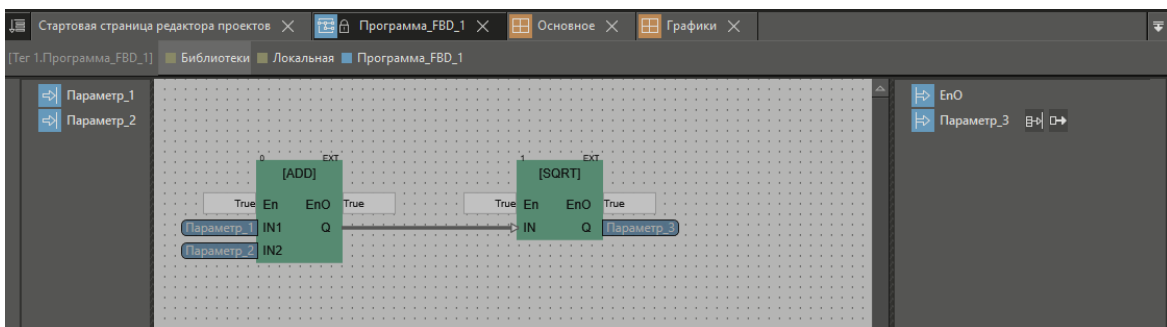 Стартовая страница редактора проектов Программа_FBD_1 Основное Графики
[Тег 1.Программа_FBD_1] Библиотеки Локальная Программа_FBD_1
Параметр_1 EnO
Параметр_2 Параметр_3
0 EXT 1 EXT
[ADD] [SQRT]
True En EnO True True En EnO True
Параметр_1 IN1 Q IN Q Параметр_3
Параметр_2 IN2